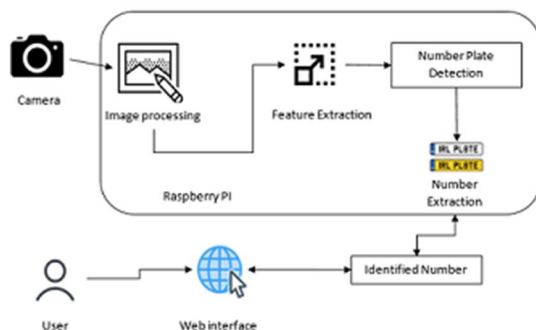 Camera
Image processing
Feature Extraction
Number Plate
Detection
IRL PLATE
IRL PLATE
Number
Extraction
Raspberry PI
Identified Number
User
Web interface